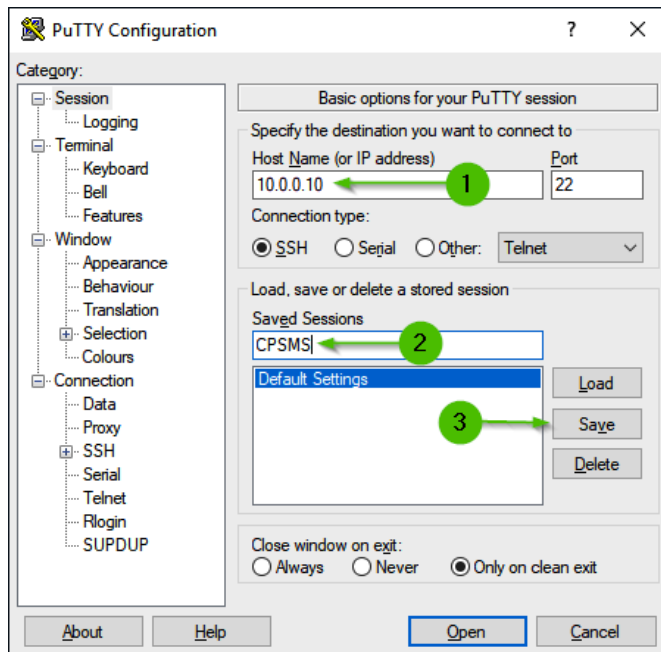 PuTTY Configuration ? ×
Category:
Session
Logging
Terminal
Keyboard
Bell
Features
Window
Appearance
Behaviour
Translation
Selection
Colours
Connection
Data
Proxy
SSH
Serial
Telnet
Rlogin
SUPDUP
Basic options for your PuTTY session
Specify the destination you want to connect to
Host Name (or IP address) Port
10.0.0.10 1 22
Connection type:
SSH Serial Other: Telnet
Load, save or delete a stored session
Saved Sessions
CPSMS 2
Default Settings
Load
3 Save
Delete
Close window on exit:
Always Never Only on clean exit
About Help Open Cancel